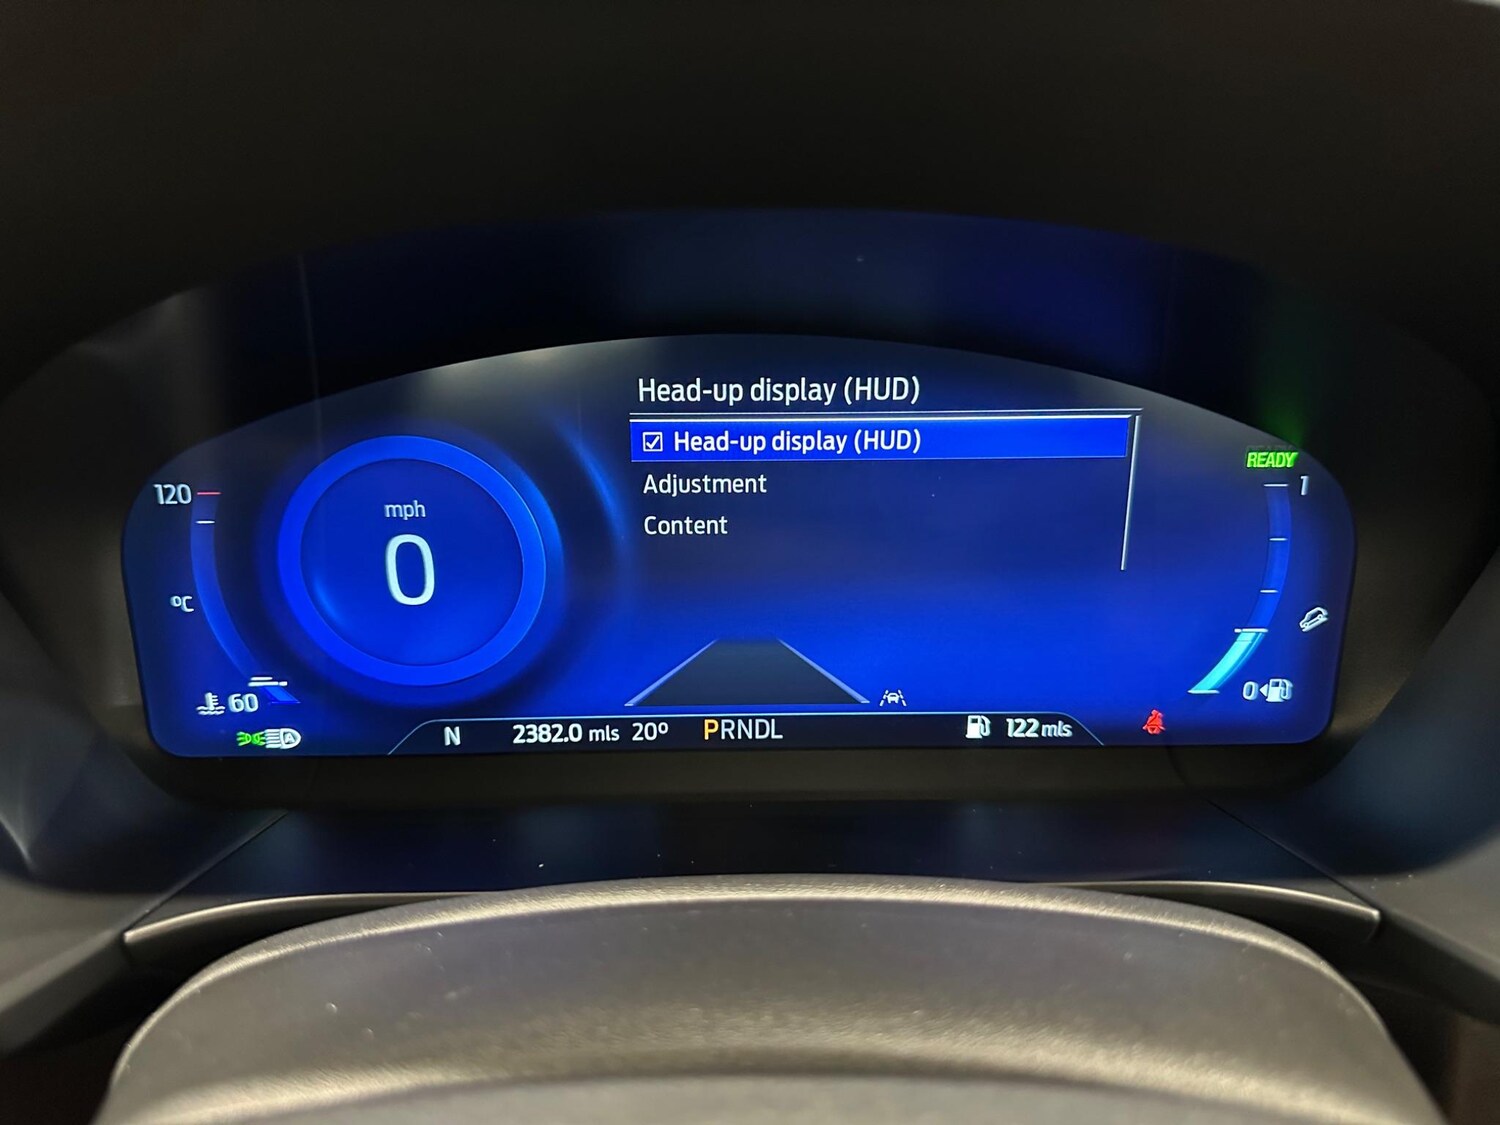 Head-up display (HUD)
Head-up display (HUD)
Adjustment
Content
120
mph
0
°C
60
READY
1
0
A
N 2382.0 mls 20° PRNDL 122 mls